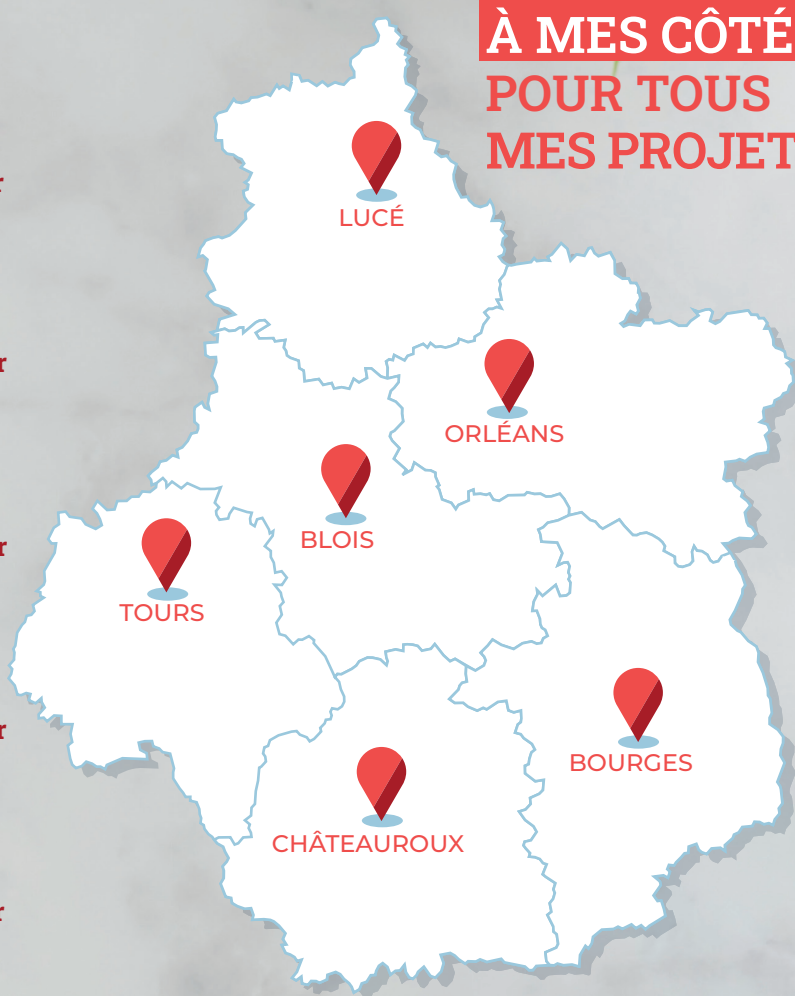 À MES CÔTÉ
POUR TOUS
MES PROJET
r
LUCÉ
r
ORLÉANS
BLOIS
r
TOURS
r
BOURGES
CHÂTEAUROUX
r